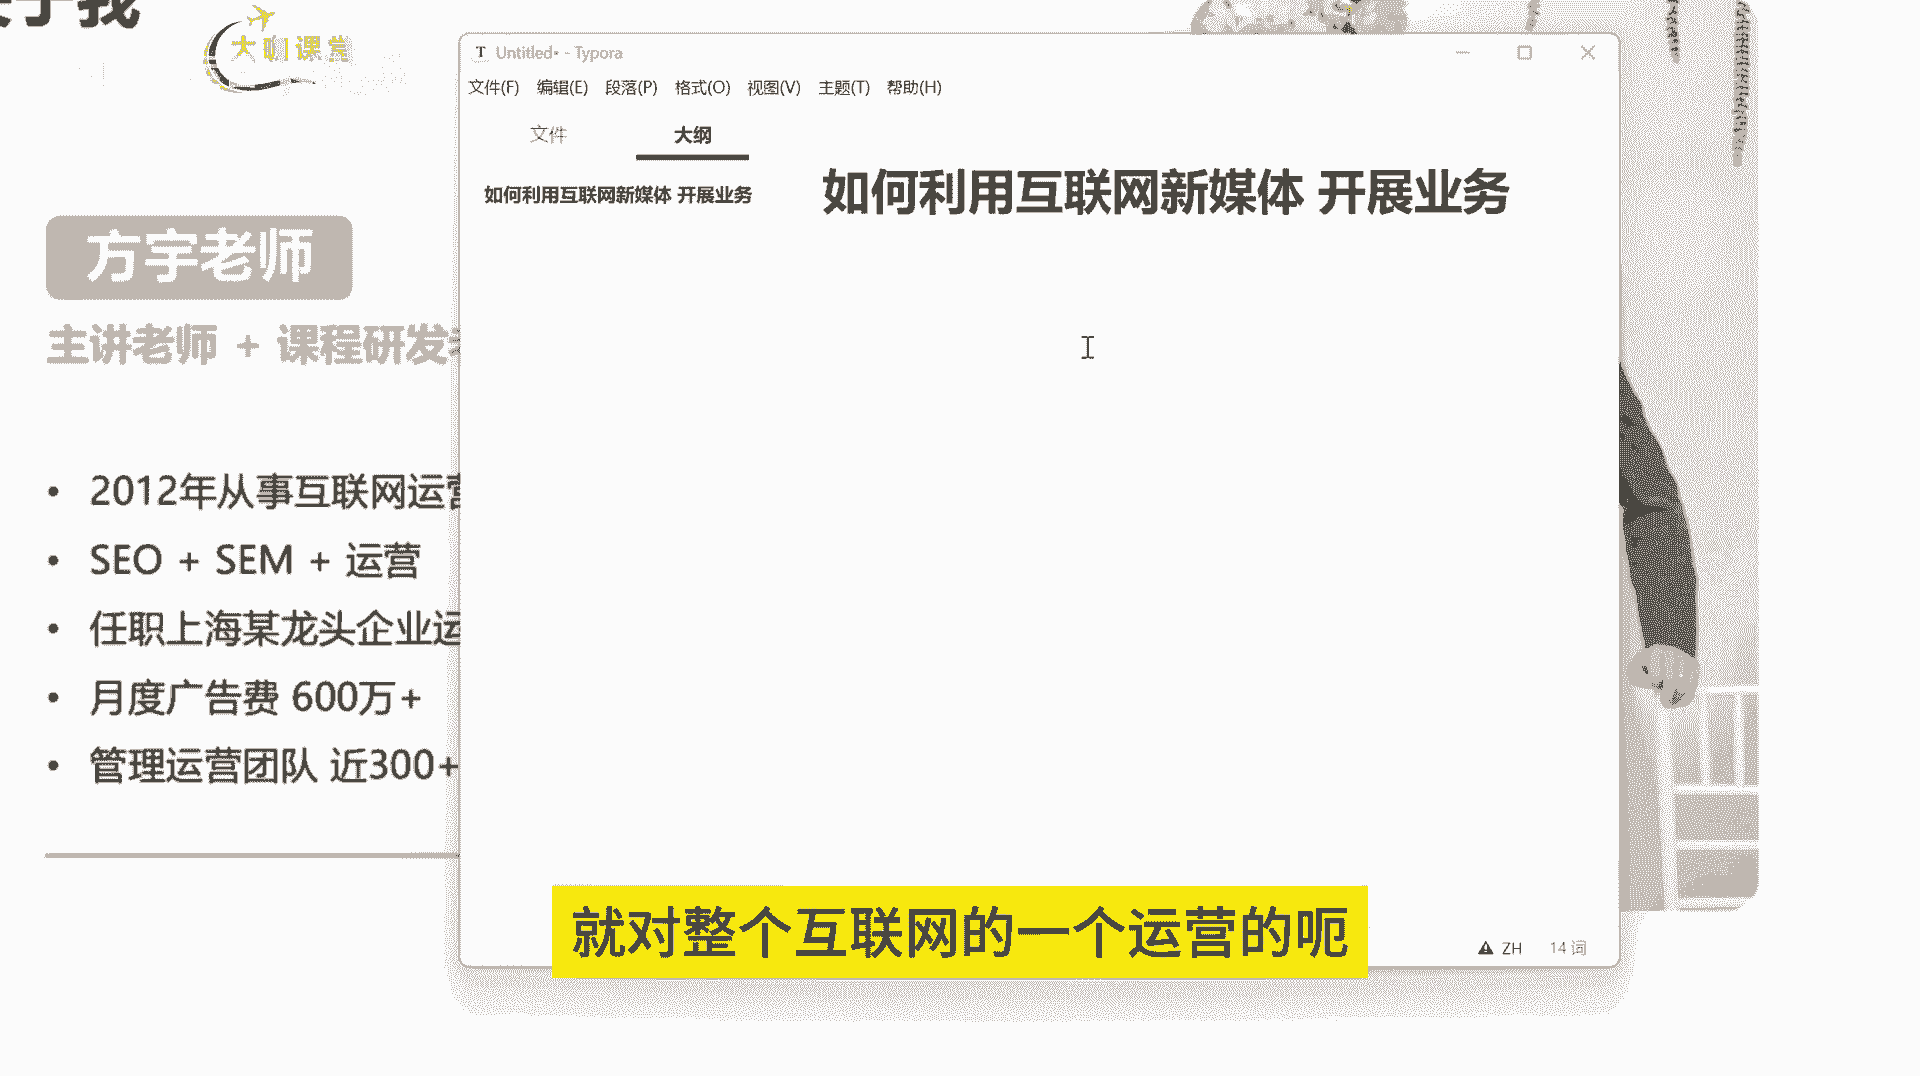 关于我
大咖课堂
方宇老师
主讲老师 + 课程研发
2012年从事互联网运营
SEO + SEM + 运营
任职上海某龙头企业运
月度广告费 600万+
管理运营团队 近300+
Untitled• - Typora
文件(F) 编辑(E) 段落(P) 格式(O) 视图(V) 主题(T) 帮助(H)
文件 大纲
如何利用互联网新媒体 开展业务
如何利用互联网新媒体 开展业务
就对整个互联网的一个运营的呃
ZH 14 词